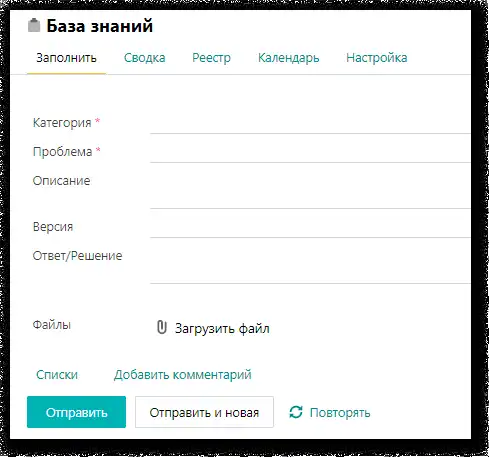 База знаний
Заполнить Сводка Реестр Календарь Настройка
Категория *
Проблема *
Описание
Версия
Ответ/Решение
Файлы Загрузить файл
Списки Добавить комментарий
Отправить Отправить и новая Повторять